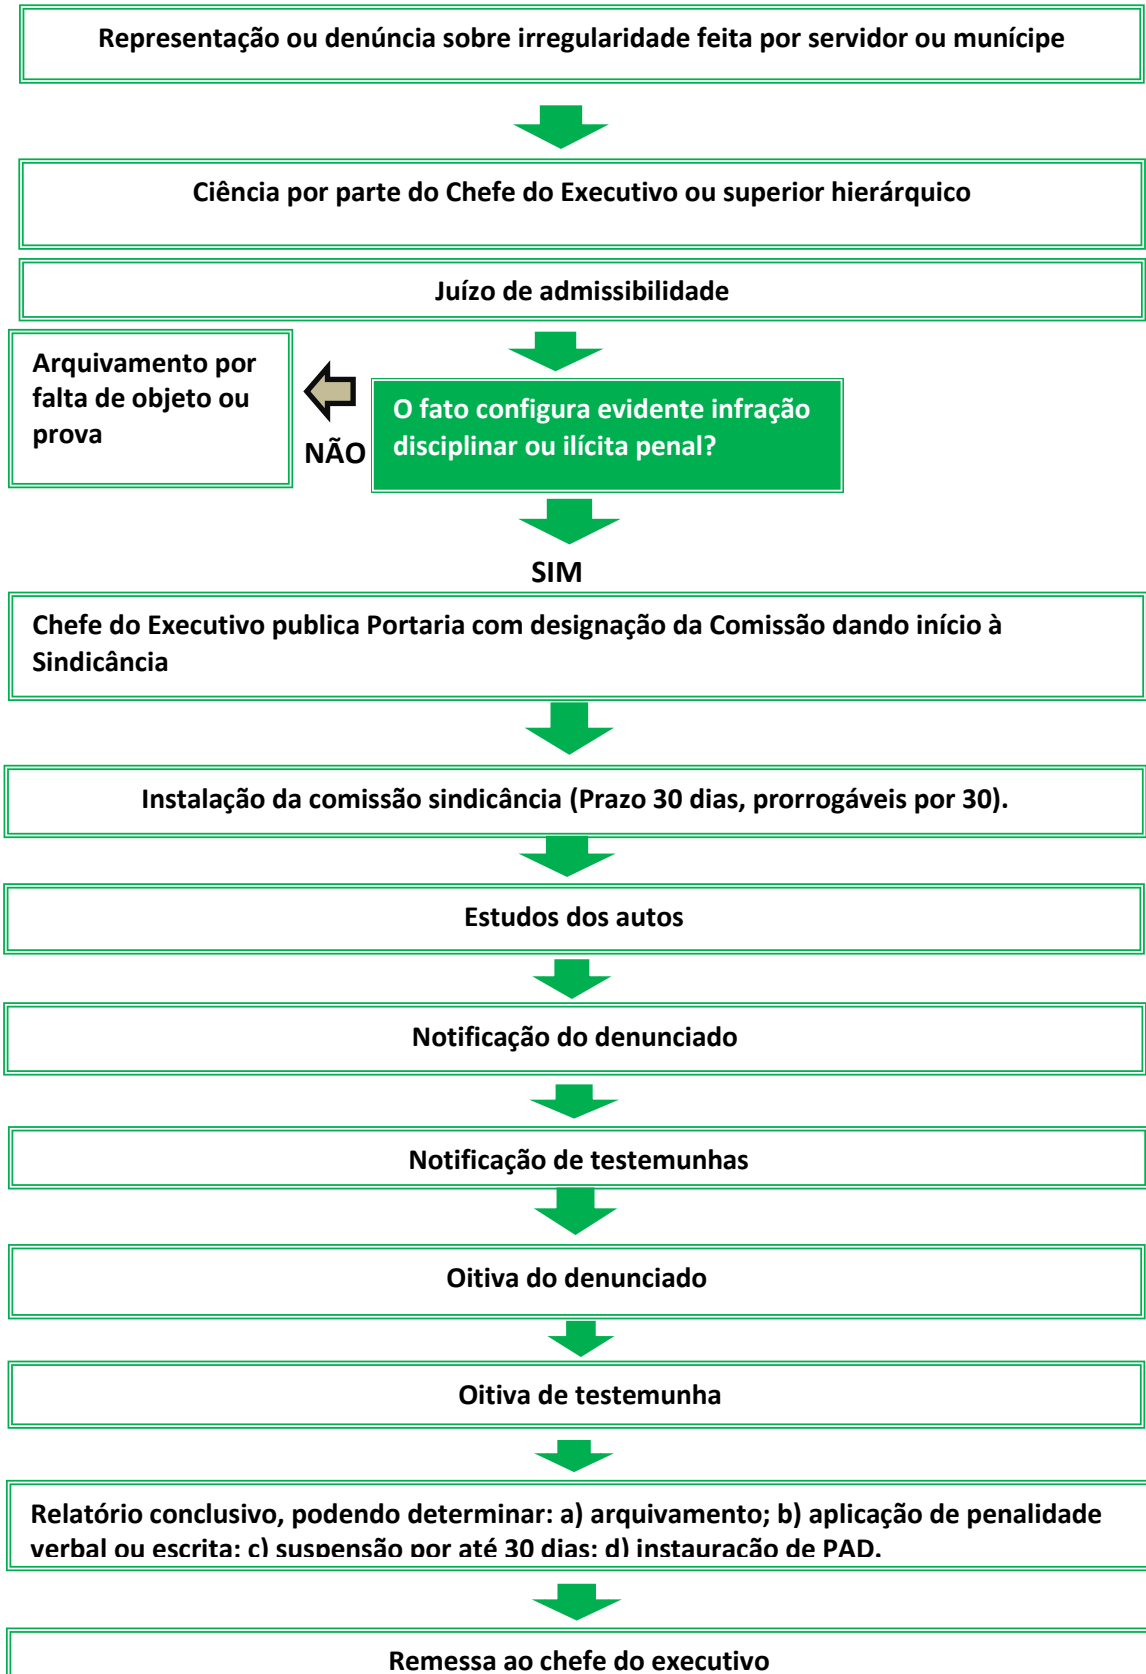 Representação ou denúncia sobre irregularidade feita por servidor ou munícipe
Ciência por parte do Chefe do Executivo ou superior hierárquico
Juízo de admissibilidade
Arquivamento por
falta de objeto ou
prova
NÃO
O fato configura evidente infração
disciplinar ou ilícita penal?
SIM
Chefe do Executivo publica Portaria com designação da Comissão dando início à
Sindicância
Instalação da comissão sindicância (Prazo 30 dias, prorrogáveis por 30).
Estudos dos autos
Notificação do denunciado
Notificação de testemunhas
Oitiva do denunciado
Oitiva de testemunha
Relatório conclusivo, podendo determinar: a) arquivamento; b) aplicação de penalidade
verbal ou escrita; c) suspensão por até 30 dias; d) instauração de PAD.
Remessa ao chefe do executivo